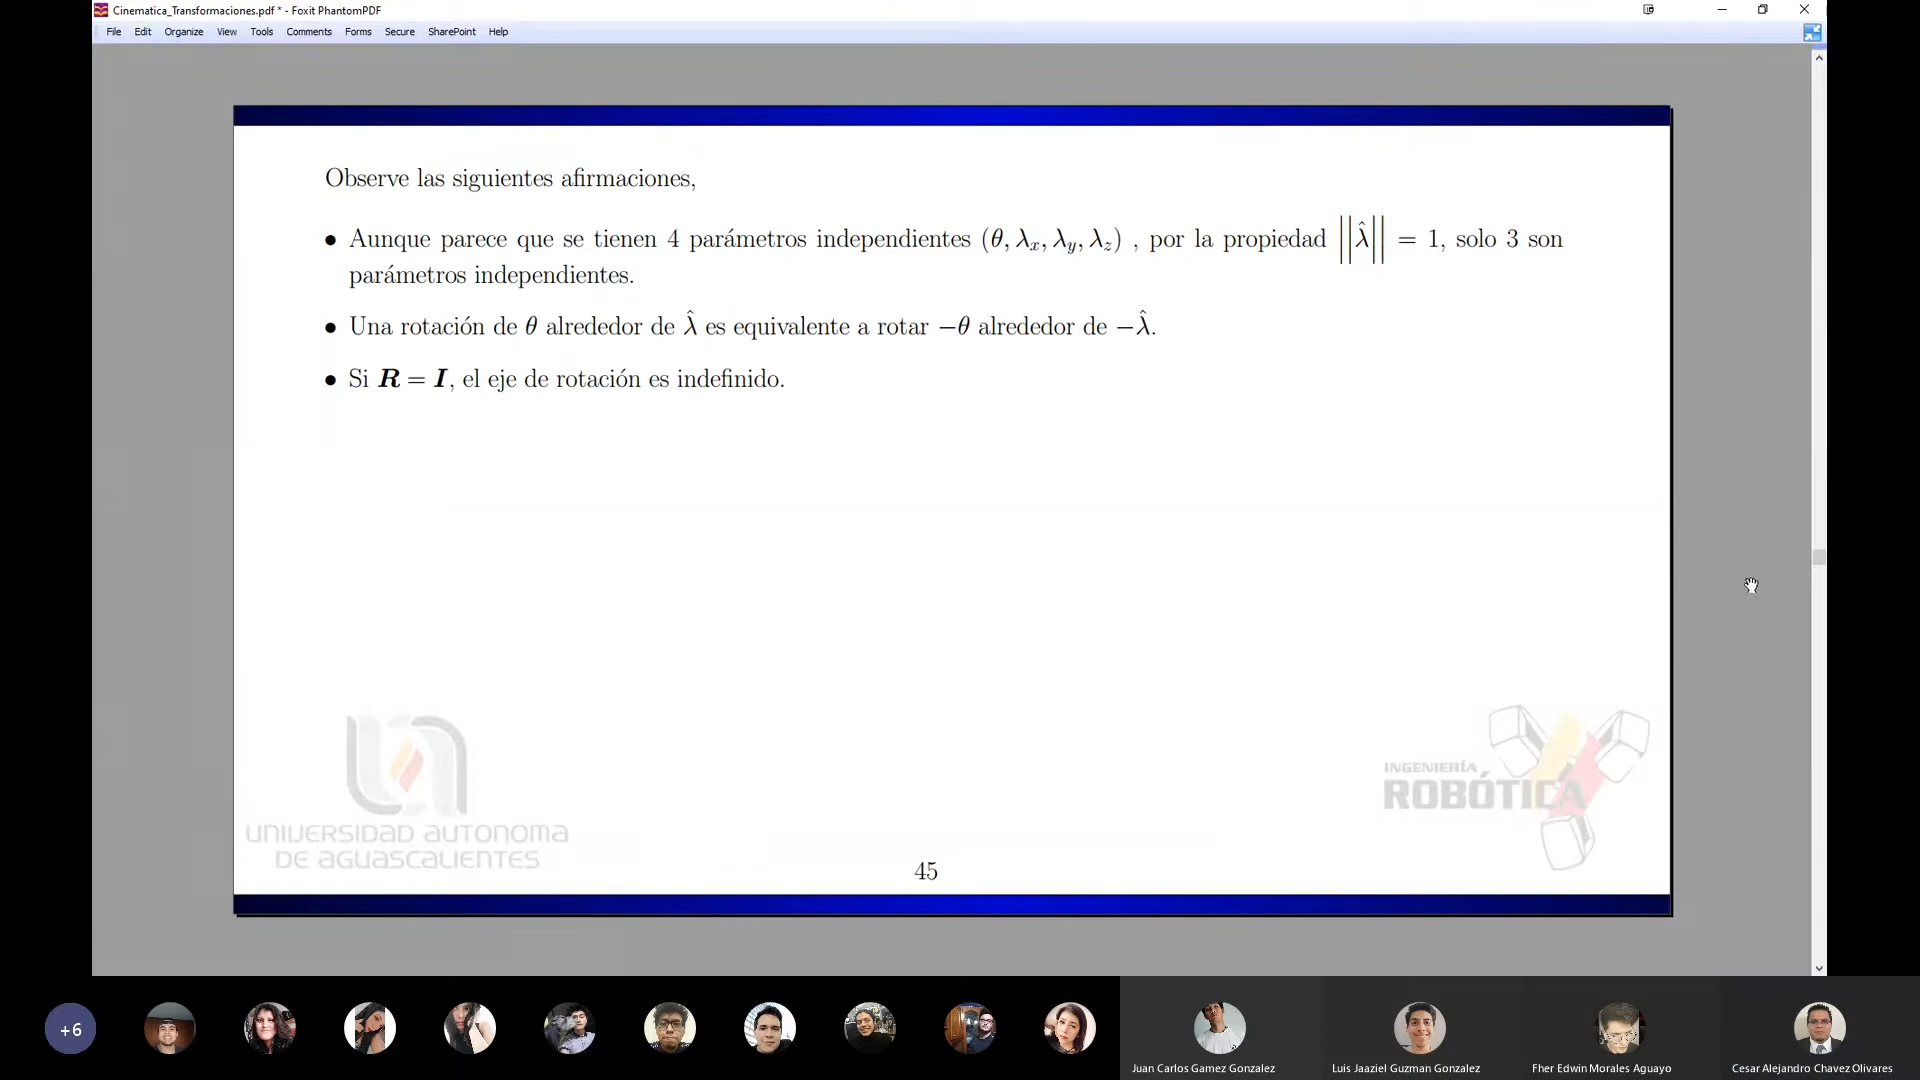 Cinematica_Transformaciones.pdf * - Foxit PhantomPDF
File Edit Organize View Tools Comments Forms Secure SharePoint Help
Observe las siguientes afirmaciones,
• Aunque parece que se tienen 4 parámetros independientes (θ, λx, λy, λz) , por la propiedad ||λ̂|| = 1, solo 3 son
parámetros independientes.
• Una rotación de θ alrededor de λ̂ es equivalente a rotar −θ alrededor de −λ̂.
• Si R = I, el eje de rotación es indefinido.
UNIVERSIDAD AUTONOMA
DE AGUASCALIENTES
INGENIERÍA
ROBÓTICA
45
+6
Juan Carlos Gamez Gonzalez
Luis Jaaziel Guzman Gonzalez
Fher Edwin Morales Aguayo
Cesar Alejandro Chavez Olivares